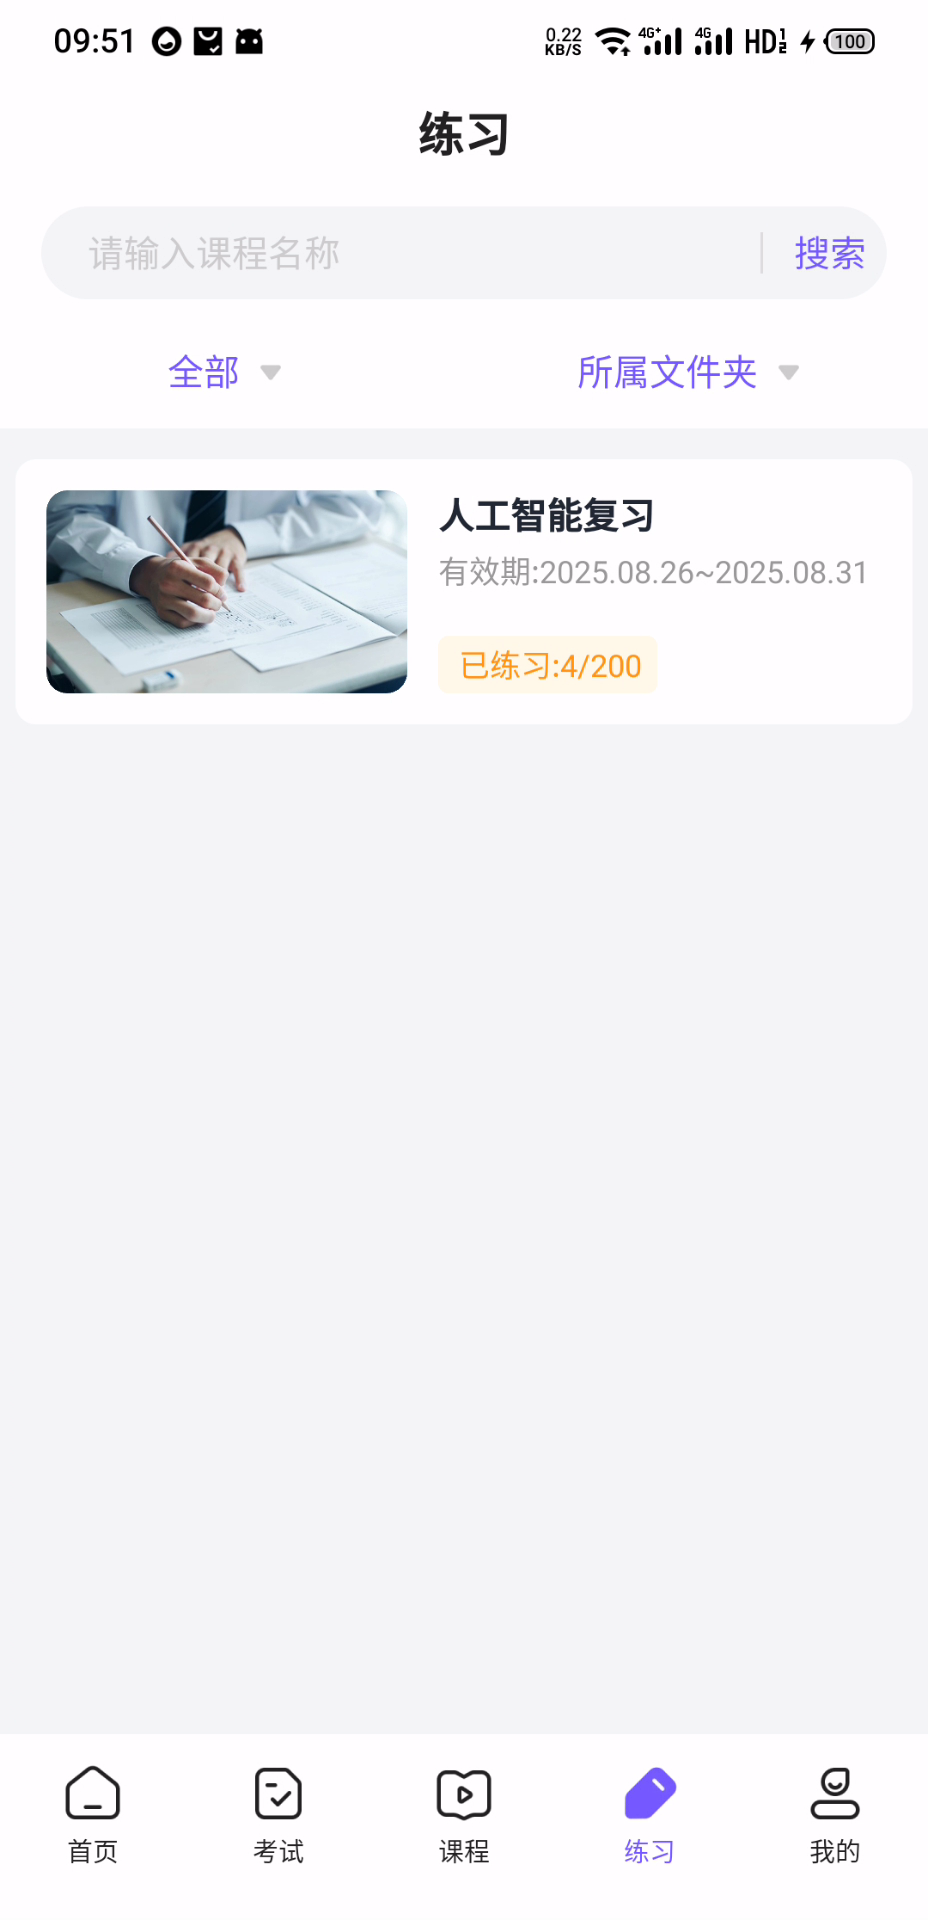 09:51 0.22 KB/S 4G+ 4G HD 1 2 100
练习
请输入课程名称 搜索
全部 所属文件夹
人工智能复习
有效期:2025.08.26~2025.08.31
已练习:4/200
首页 考试 课程 练习 我的